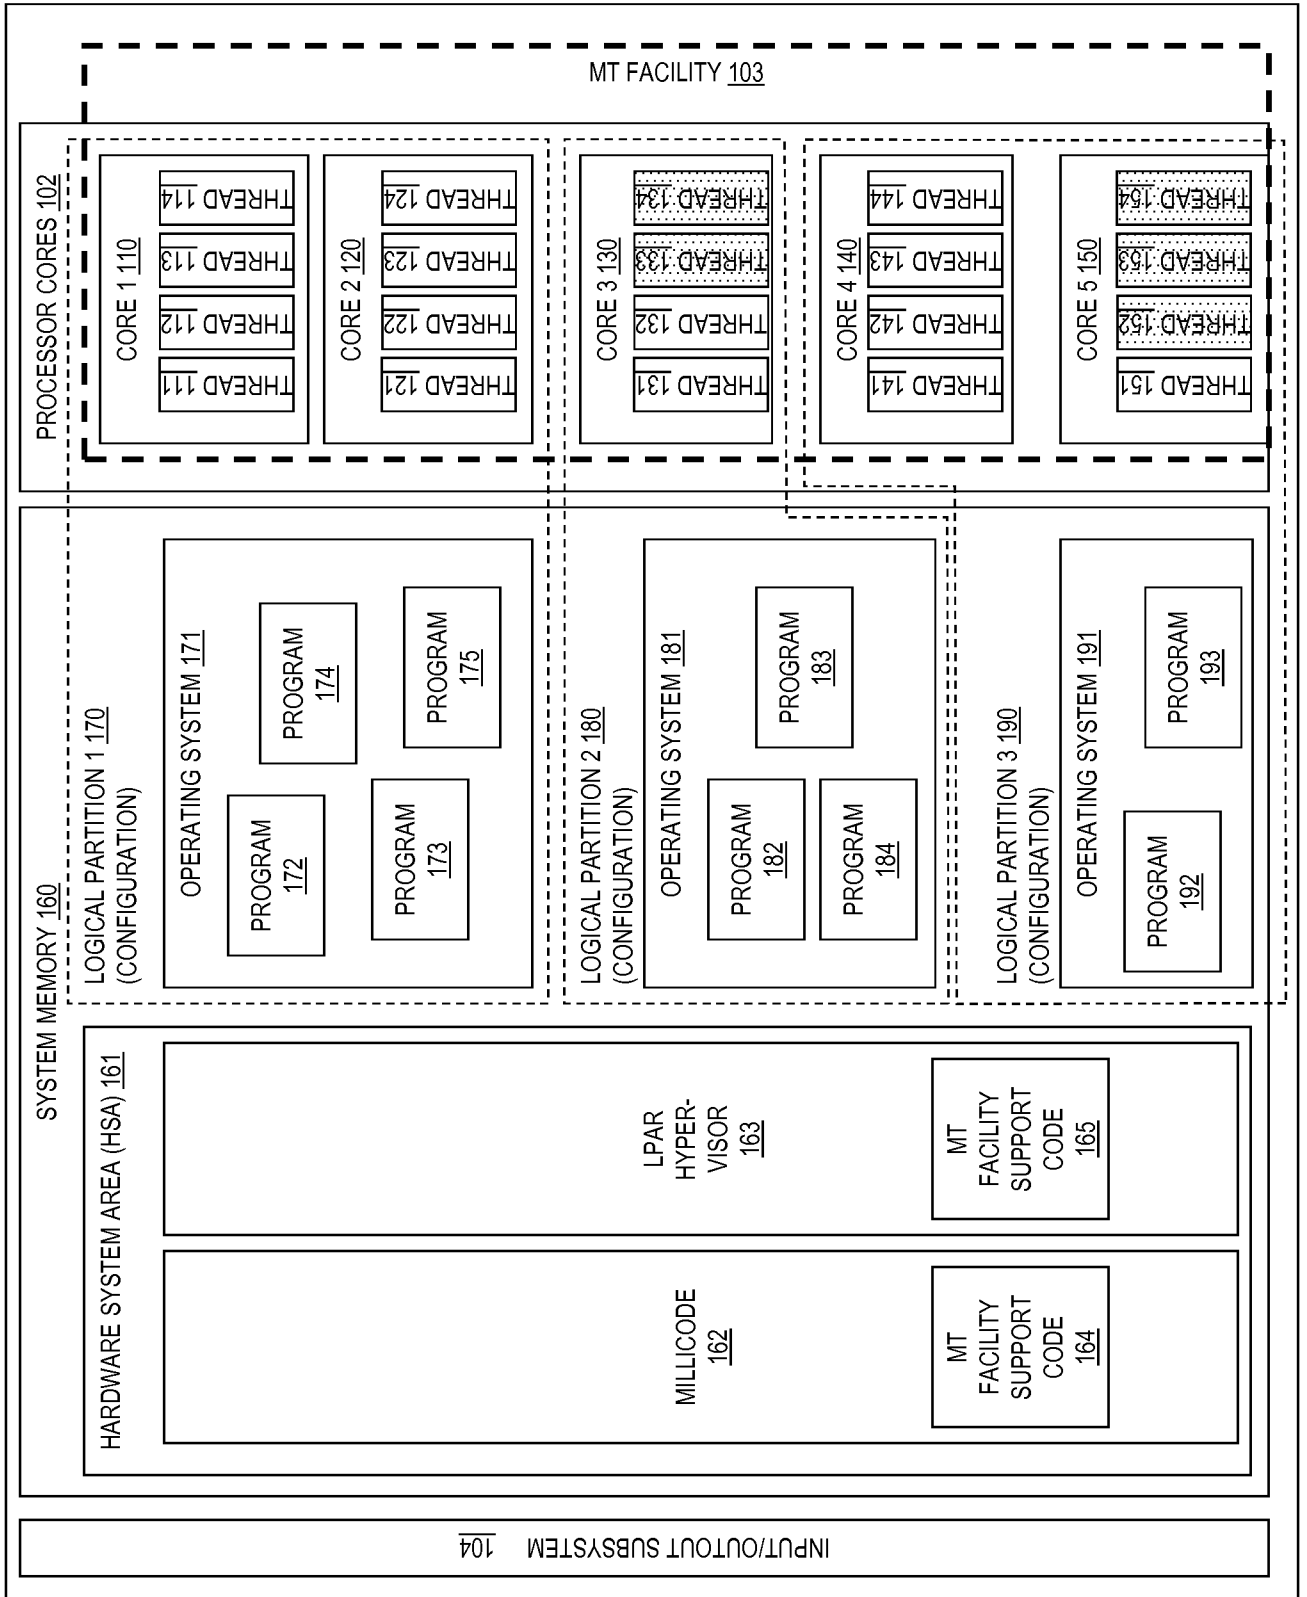 MT FACILITY 103
PROCESSOR CORES 102
CORE 1 110
THREAD 111
THREAD 112
THREAD 113
THREAD 114
CORE 2 120
THREAD 121
THREAD 122
THREAD 123
THREAD 124
CORE 3 130
THREAD 131
THREAD 132
THREAD 133
THREAD 134
CORE 4 140
THREAD 141
THREAD 142
THREAD 143
THREAD 144
CORE 5 150
THREAD 151
THREAD 152
THREAD 153
THREAD 154
SYSTEM MEMORY 160
LOGICAL PARTITION 1 170
(CONFIGURATION)
OPERATING SYSTEM 171
PROGRAM
172
PROGRAM
174
PROGRAM
173
PROGRAM
175
LOGICAL PARTITION 2 180
(CONFIGURATION)
OPERATING SYSTEM 181
PROGRAM
182
PROGRAM
183
PROGRAM
184
LOGICAL PARTITION 3 190
(CONFIGURATION)
OPERATING SYSTEM 191
PROGRAM
192
PROGRAM
193
HARDWARE SYSTEM AREA (HSA) 161
LPAR
HYPER-
VISOR
163
MT
FACILITY
SUPPORT
CODE
165
MILLICODE
162
MT
FACILITY
SUPPORT
CODE
164
INPUT/OUTOUT SUBSYSTEM 104